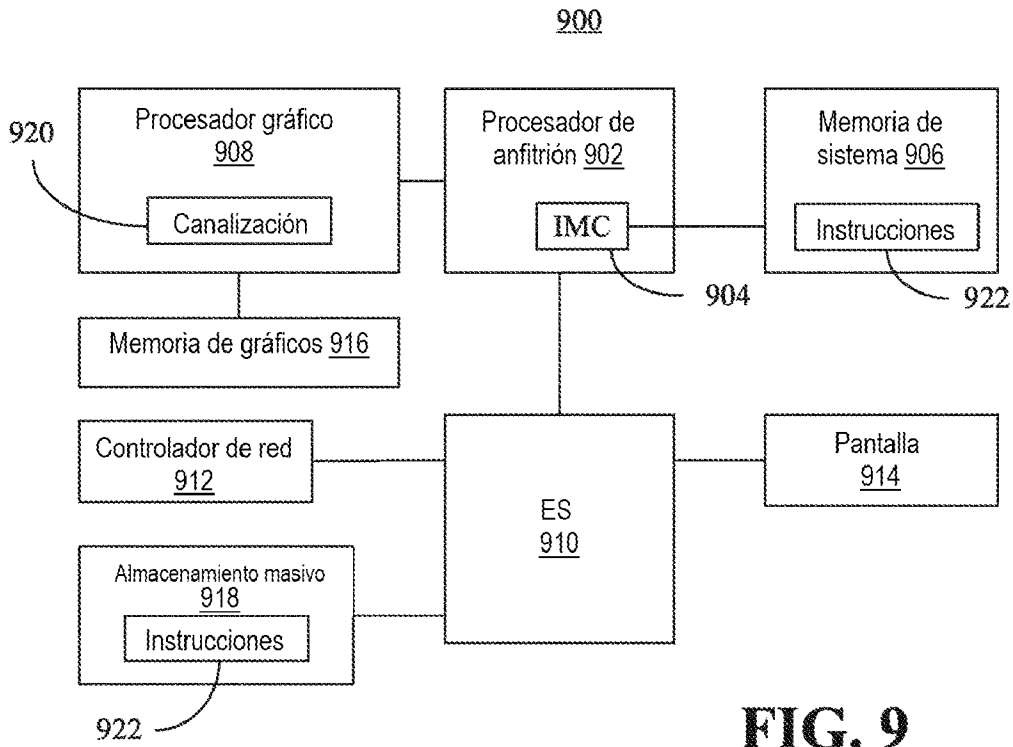 900
Procesador gráfico
908
920
Canalización
Procesador de
anfitrión 902
IMC
904
Memoria de
sistema 906
Instrucciones
922
Memoria de gráficos 916
Controlador de red
912
ES
910
Pantalla
914
Almacenamiento masivo
918
Instrucciones
922
FIG. 9